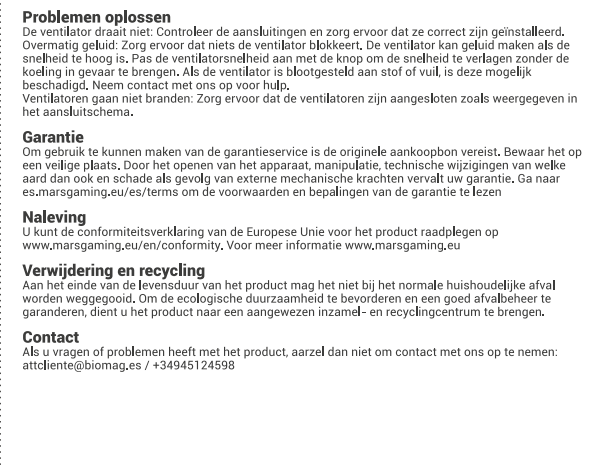 Problemen oplossen
De ventilator draait niet: Controleer de aansluitingen en zorg ervoor dat ze correct zijn geïnstalleerd.
Overmatig geluid: Zorg ervoor dat niets de ventilator blokkeert. De ventilator kan geluid maken als de
snelheid te hoog is. Pas de ventilatorsnelheid aan met de knop om de snelheid te verlagen zonder de
koeling in gevaar te brengen. Als de ventilator is blootgesteld aan stof of vuil, is deze mogelijk
beschadigd. Neem contact met ons op voor hulp.
Ventilatoren gaan niet branden: Zorg ervoor dat de ventilatoren zijn aangesloten zoals weergegeven in
het aansluitschema.
Garantie
Om gebruik te kunnen maken van de garantieservice is de originele aankoopbon vereist. Bewaar het op
een veilige plaats. Door het openen van het apparaat, manipulatie, technische wijzigingen van welke
aard dan ook en schade als gevolg van externe mechanische krachten vervalt uw garantie. Ga naar
es.marsgaming.eu/es/terms om de voorwaarden en bepalingen van de garantie te lezen
Naleving
U kunt de conformiteitsverklaring van de Europese Unie voor het product raadplegen op
www.marsgaming.eu/en/conformity. Voor meer informatie www.marsgaming.eu
Verwijdering en recycling
Aan het einde van de levensduur van het product mag het niet bij het normale huishoudelijke afval
worden weggegooid. Om de ecologische duurzaamheid te bevorderen en een goed afvalbeheer te
garanderen, dient u het product naar een aangewezen inzamel- en recyclingcentrum te brengen.
Contact
Als u vragen of problemen heeft met het product, aarzel dan niet om contact met ons op te nemen:
attcliente@biomag.es / +34945124598